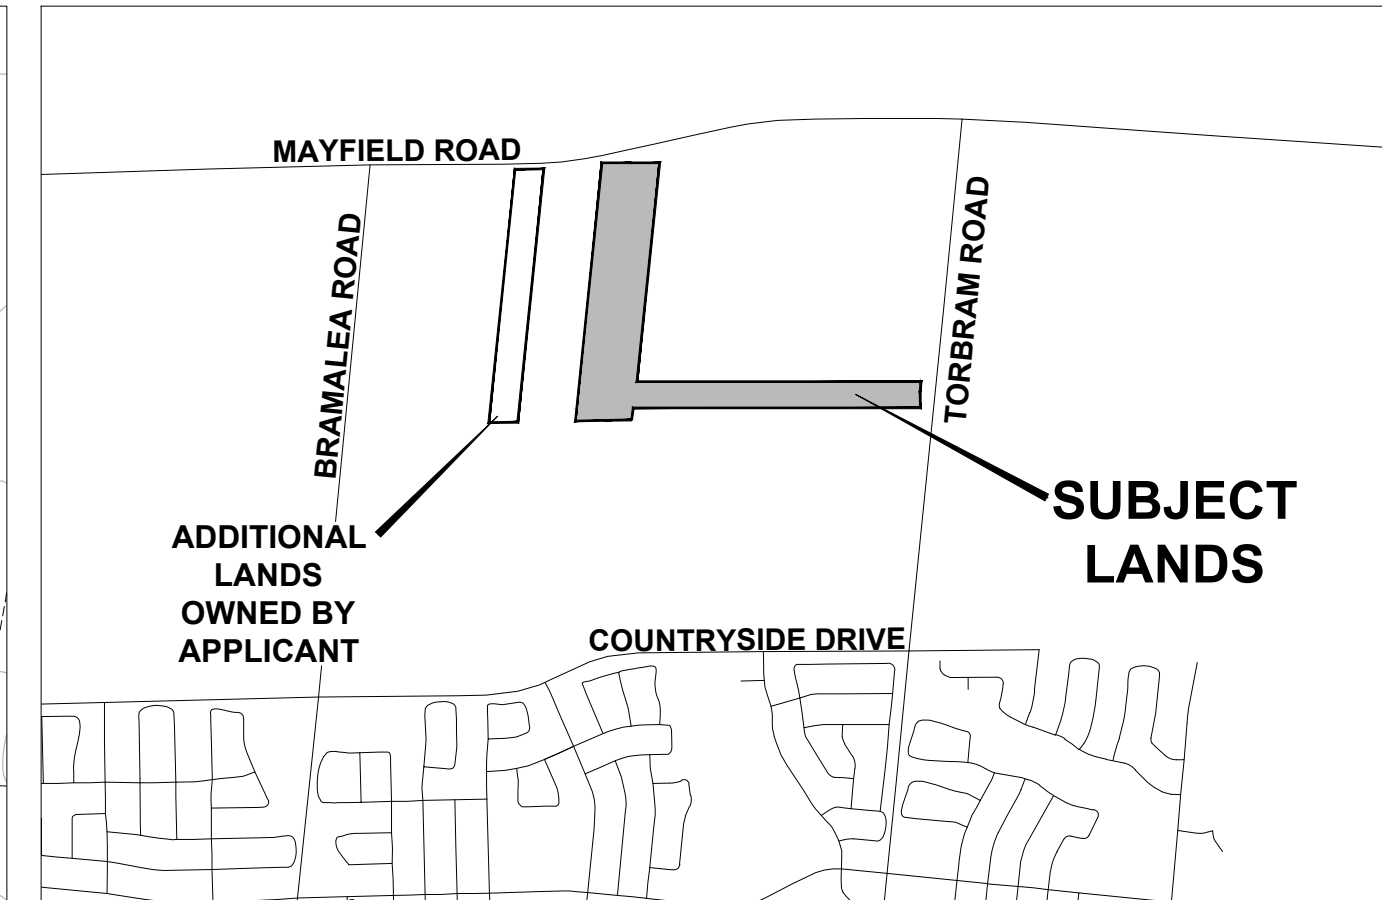 MAYFIELD ROAD
BRAMALEA ROAD
TORBRAM ROAD
SUBJECT
LANDS
ADDITIONAL
LANDS
OWNED BY
APPLICANT
COUNTRYSIDE DRIVE